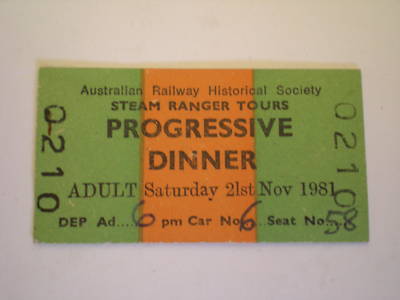 Australian Railway Historical Society
STEAM RANGER TOURS
PROGRESSIVE
DINNER
ADULT Saturday 21st Nov 1981
DEP Ad....6 pm Car No.6....Seat No...58
0210
0210